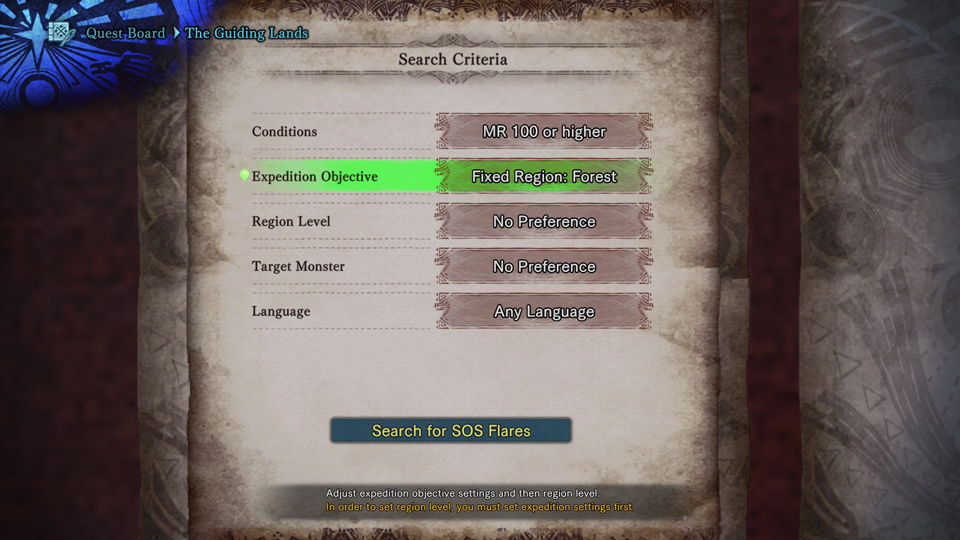 Quest Board The Guiding Lands
Search Criteria
Conditions MR 100 or higher
Expedition Objective Fixed Region: Forest
Region Level No Preference
Target Monster No Preference
Language Any Language
Search for SOS Flares
Adjust expedition objective settings and then region level.
In order to set region level, you must set expedition settings first.